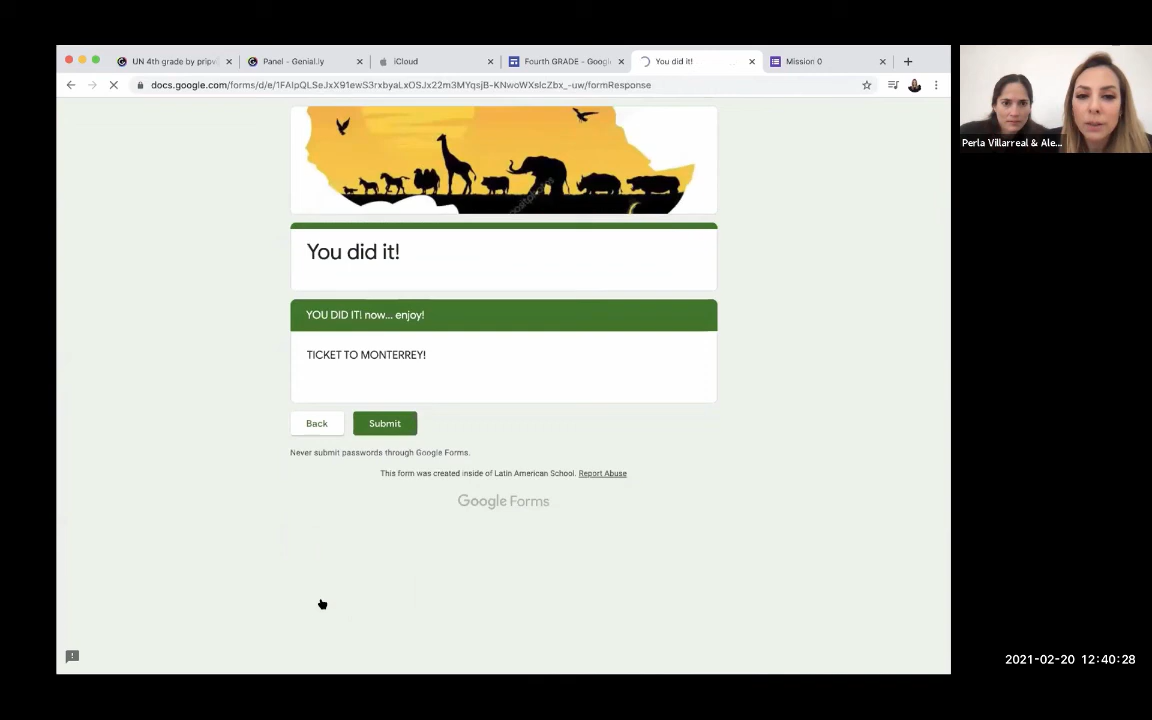 UN 4th grade by pripv
Panel - Genial.ly
iCloud
Fourth GRADE - Googl
You did it!
Mission 0
docs.google.com/forms/d/e/1FAIpQLSeJxX91ewS3rxbyaLxOSJx22m3MYqsjB-KNwoWXslcZbx_-uw/formResponse
Perla Villarreal & Ale...
You did it!
YOU DID IT! now... enjoy!
TICKET TO MONTERREY!
Back
Submit
Never submit passwords through Google Forms.
This form was created inside of Latin American School. Report Abuse
Google Forms
2021-02-20 12:40:28